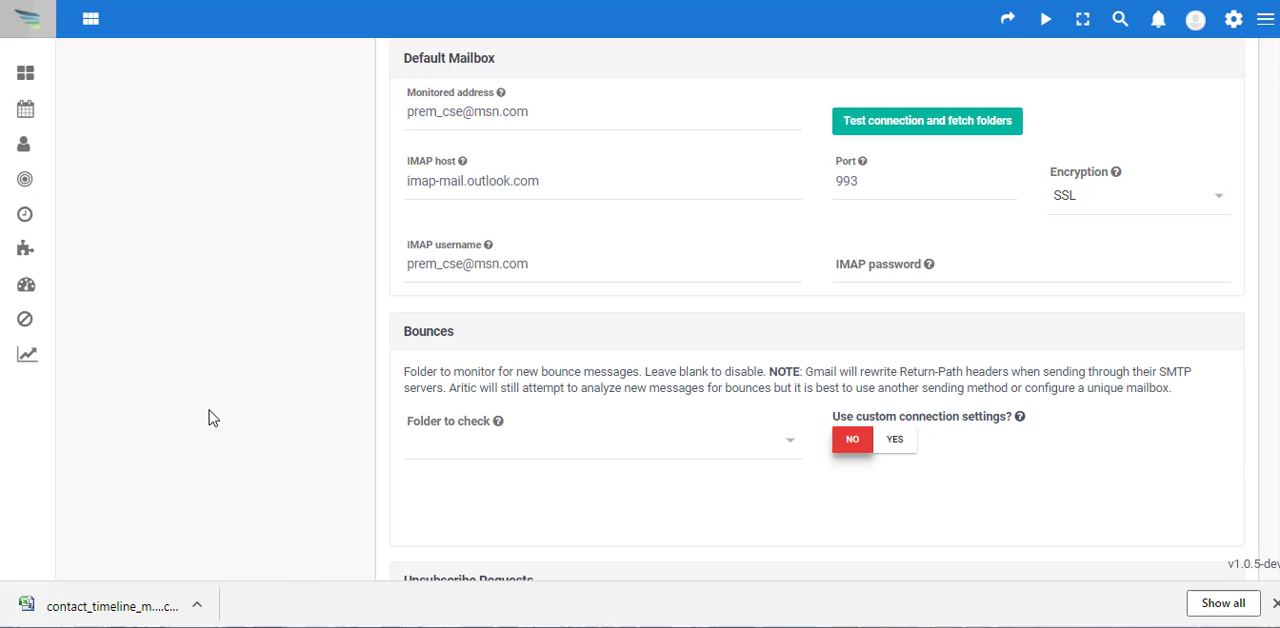 Default Mailbox
Monitored address
prem_cse@msn.com
Test connection and fetch folders
IMAP host
imap-mail.outlook.com
Port
993
Encryption
SSL
IMAP username
prem_cse@msn.com
IMAP password
Bounces
Folder to monitor for new bounce messages. Leave blank to disable. NOTE: Gmail will rewrite Return-Path headers when sending through their SMTP
servers. Aritic will still attempt to analyze new messages for bounces but it is best to use another sending method or configure a unique mailbox.
Folder to check
Use custom connection settings?
NO YES
Unsubscribe Requests
v1.0.5-dev
contact_timeline_m....c...
Show all